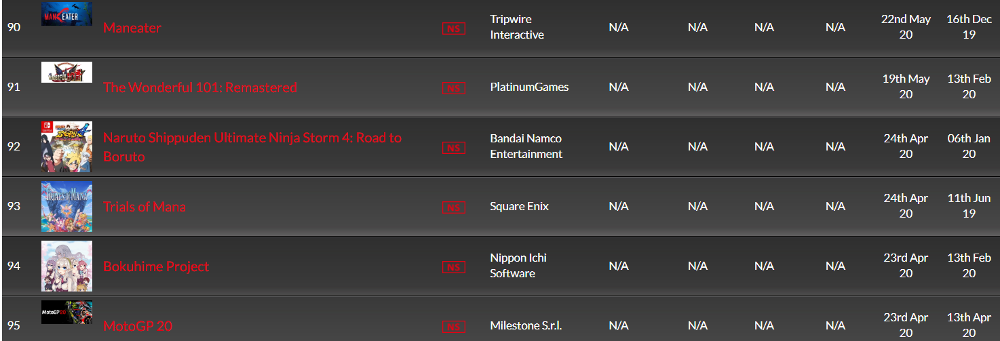 90 MANEATER Maneater NS Tripwire Interactive N/A N/A N/A N/A 22nd May 20 16th Dec 19
91 The Wonderful 101: Remastered NS PlatinumGames N/A N/A N/A N/A 19th May 20 13th Feb 20
92 STORM 4 Naruto Shippuden Ultimate Ninja Storm 4: Road to Boruto NS Bandai Namco Entertainment N/A N/A N/A N/A 24th Apr 20 06th Jan 20
93 TRIALS of MANA Trials of Mana NS Square Enix N/A N/A N/A N/A 24th Apr 20 11th Jun 19
94 Bokuhime Project NS Nippon Ichi Software N/A N/A N/A N/A 23rd Apr 20 13th Feb 20
95 MotoGP 20 MotoGP 20 NS Milestone S.r.l. N/A N/A N/A N/A 23rd Apr 20 13th Apr 20